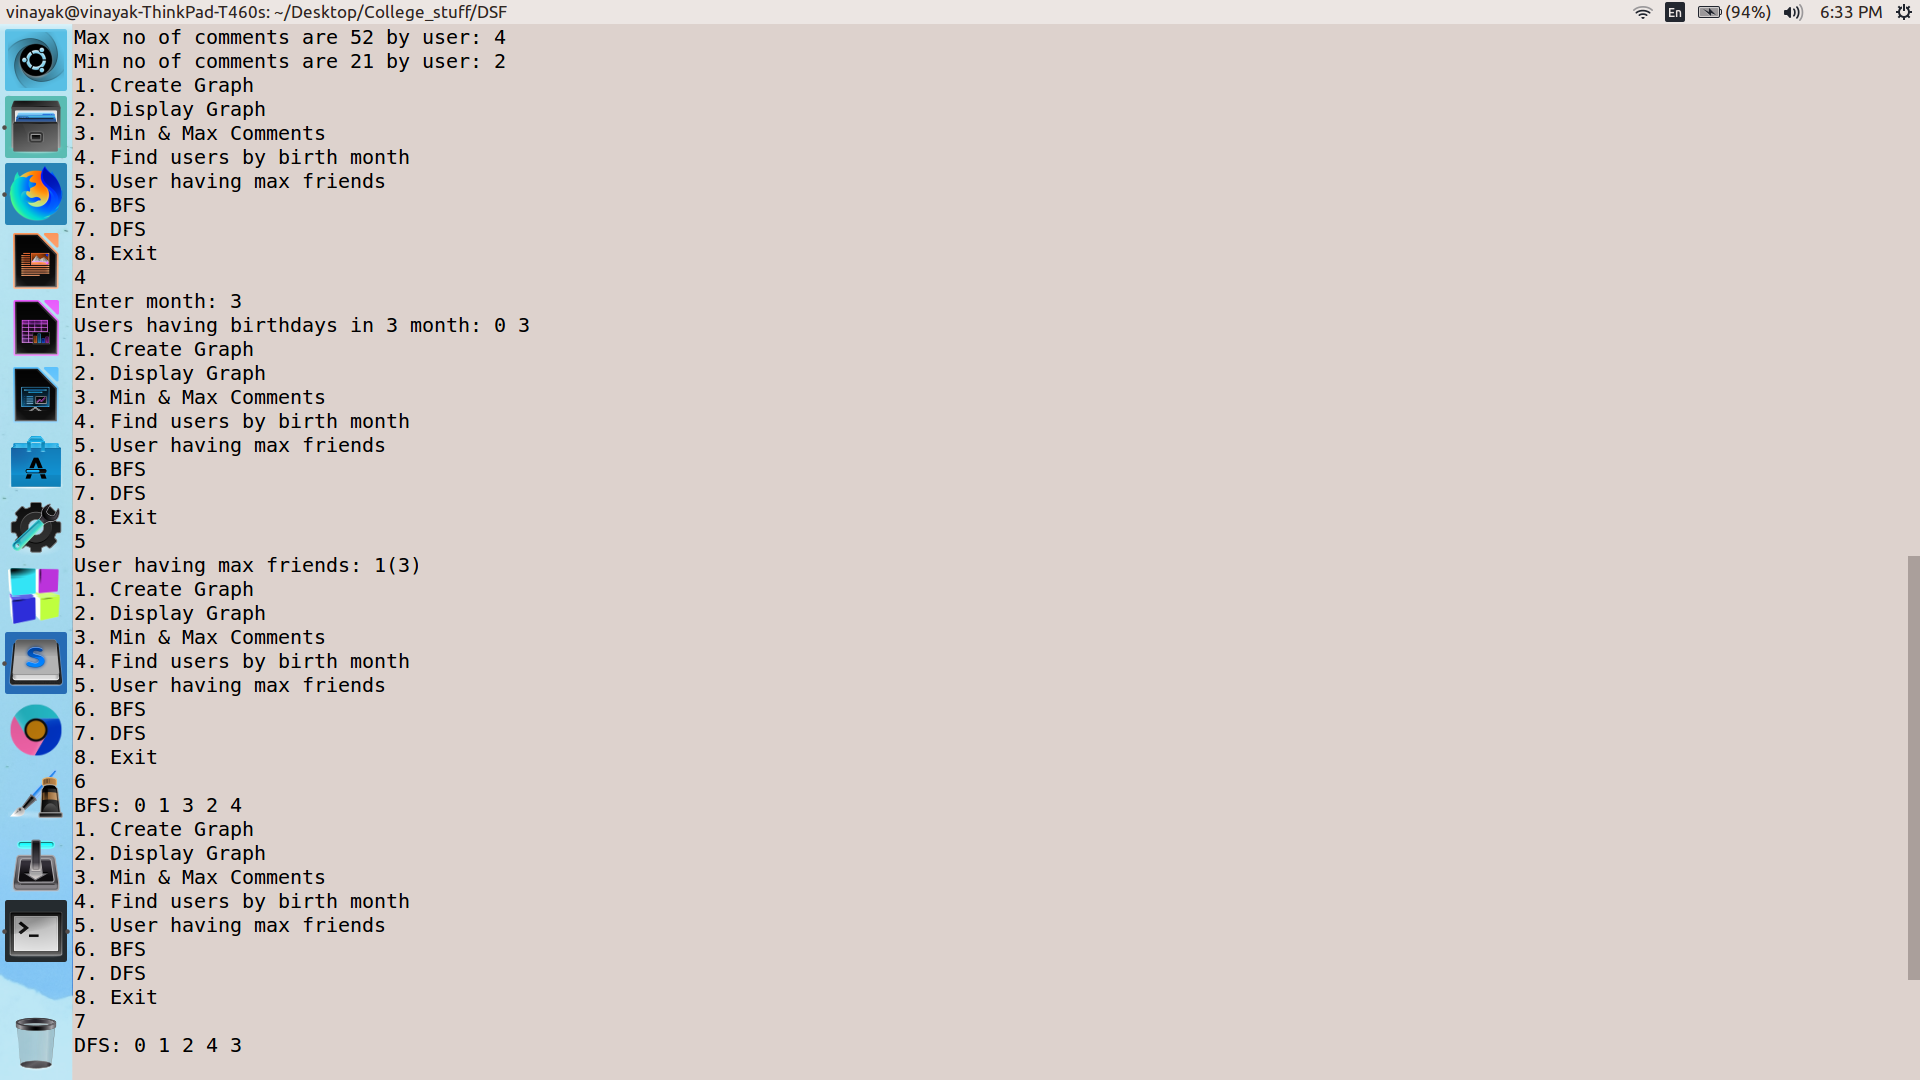 vinayak@vinayak-ThinkPad-T460s: ~/Desktop/College_stuff/DSF
En (94%) 6:33 PM
Max no of comments are 52 by user: 4
Min no of comments are 21 by user: 2
1. Create Graph
2. Display Graph
3. Min & Max Comments
4. Find users by birth month
5. User having max friends
6. BFS
7. DFS
8. Exit
4
Enter month: 3
Users having birthdays in 3 month: 0 3
1. Create Graph
2. Display Graph
3. Min & Max Comments
4. Find users by birth month
5. User having max friends
6. BFS
7. DFS
8. Exit
5
User having max friends: 1(3)
1. Create Graph
2. Display Graph
3. Min & Max Comments
4. Find users by birth month
5. User having max friends
6. BFS
7. DFS
8. Exit
6
BFS: 0 1 3 2 4
1. Create Graph
2. Display Graph
3. Min & Max Comments
4. Find users by birth month
5. User having max friends
6. BFS
7. DFS
8. Exit
7
DFS: 0 1 2 4 3